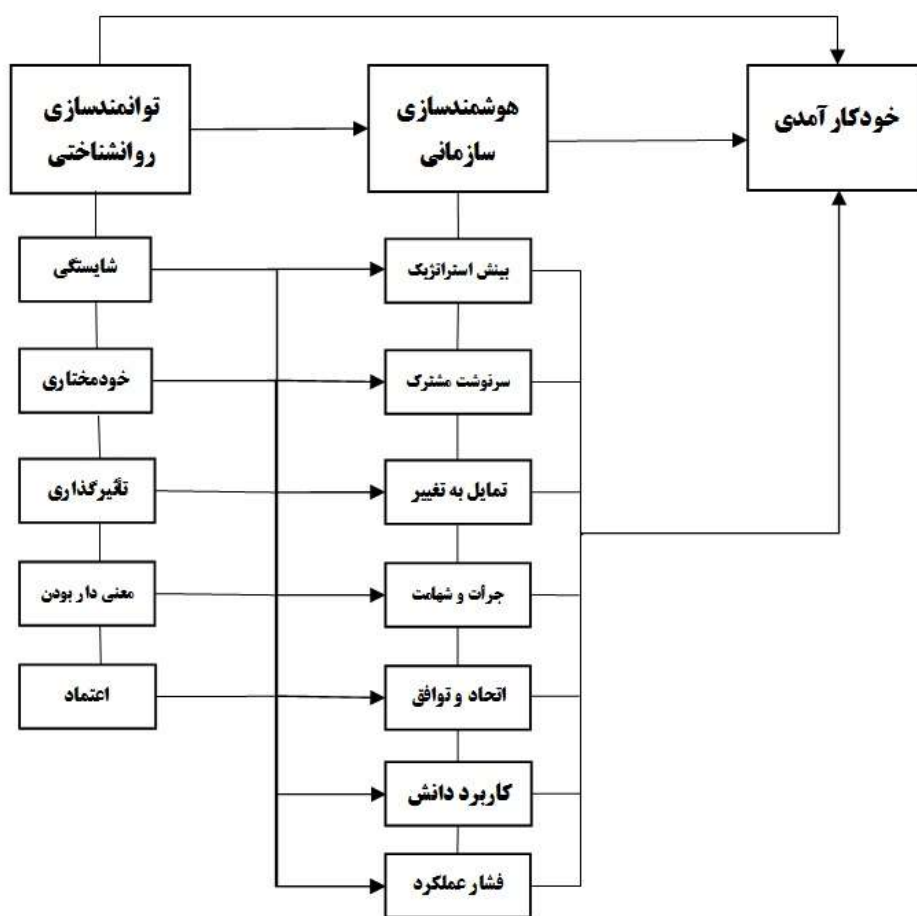 توانمندسازی
روانشناختی
هوشمندسازی
سازمانی
خودکارآمدی
شایستگی
خودمختاری
تأثیرگذاری
معنی دار بودن
اعتماد
بینش استراتژیک
سرنوشت مشترک
تمایل به تغییر
جرأت و شهامت
اتحاد و توافق
کاربرد دانش
فشار عملکرد